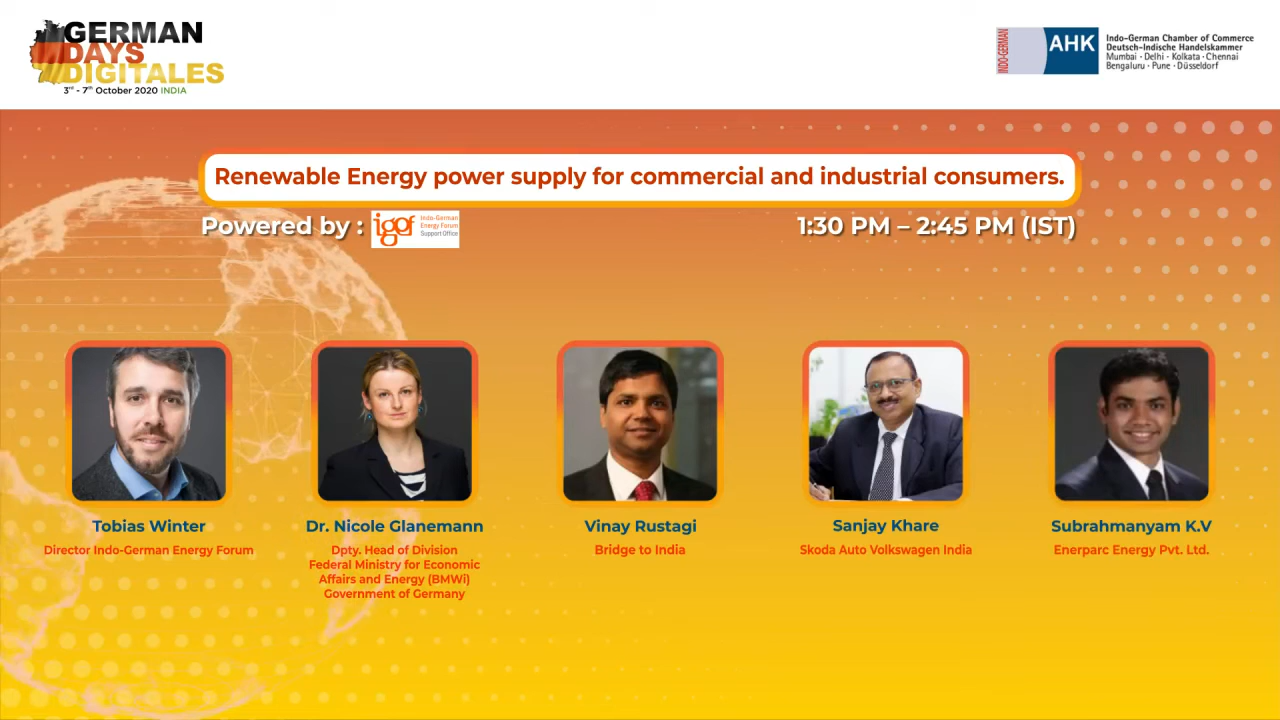 GERMAN
DAYS
DIGITALES
3rd - 7th October 2020 INDIA
INDO-GERMAN
AHK
Indo-German Chamber of Commerce
Deutsch-Indische Handelskammer
Mumbai · Delhi · Kolkata · Chennai
Bengaluru · Pune · Düsseldorf
Renewable Energy power supply for commercial and industrial consumers.
Powered by :
igef
Indo-German
Energy Forum
Support Office
1:30 PM – 2:45 PM (IST)
Tobias Winter
Director Indo-German Energy Forum
Dr. Nicole Glanemann
Dpty. Head of Division
Federal Ministry for Economic
Affairs and Energy (BMWi)
Government of Germany
Vinay Rustagi
Bridge to India
Sanjay Khare
Skoda Auto Volkswagen India
Subrahmanyam K.V
Enerparc Energy Pvt. Ltd.